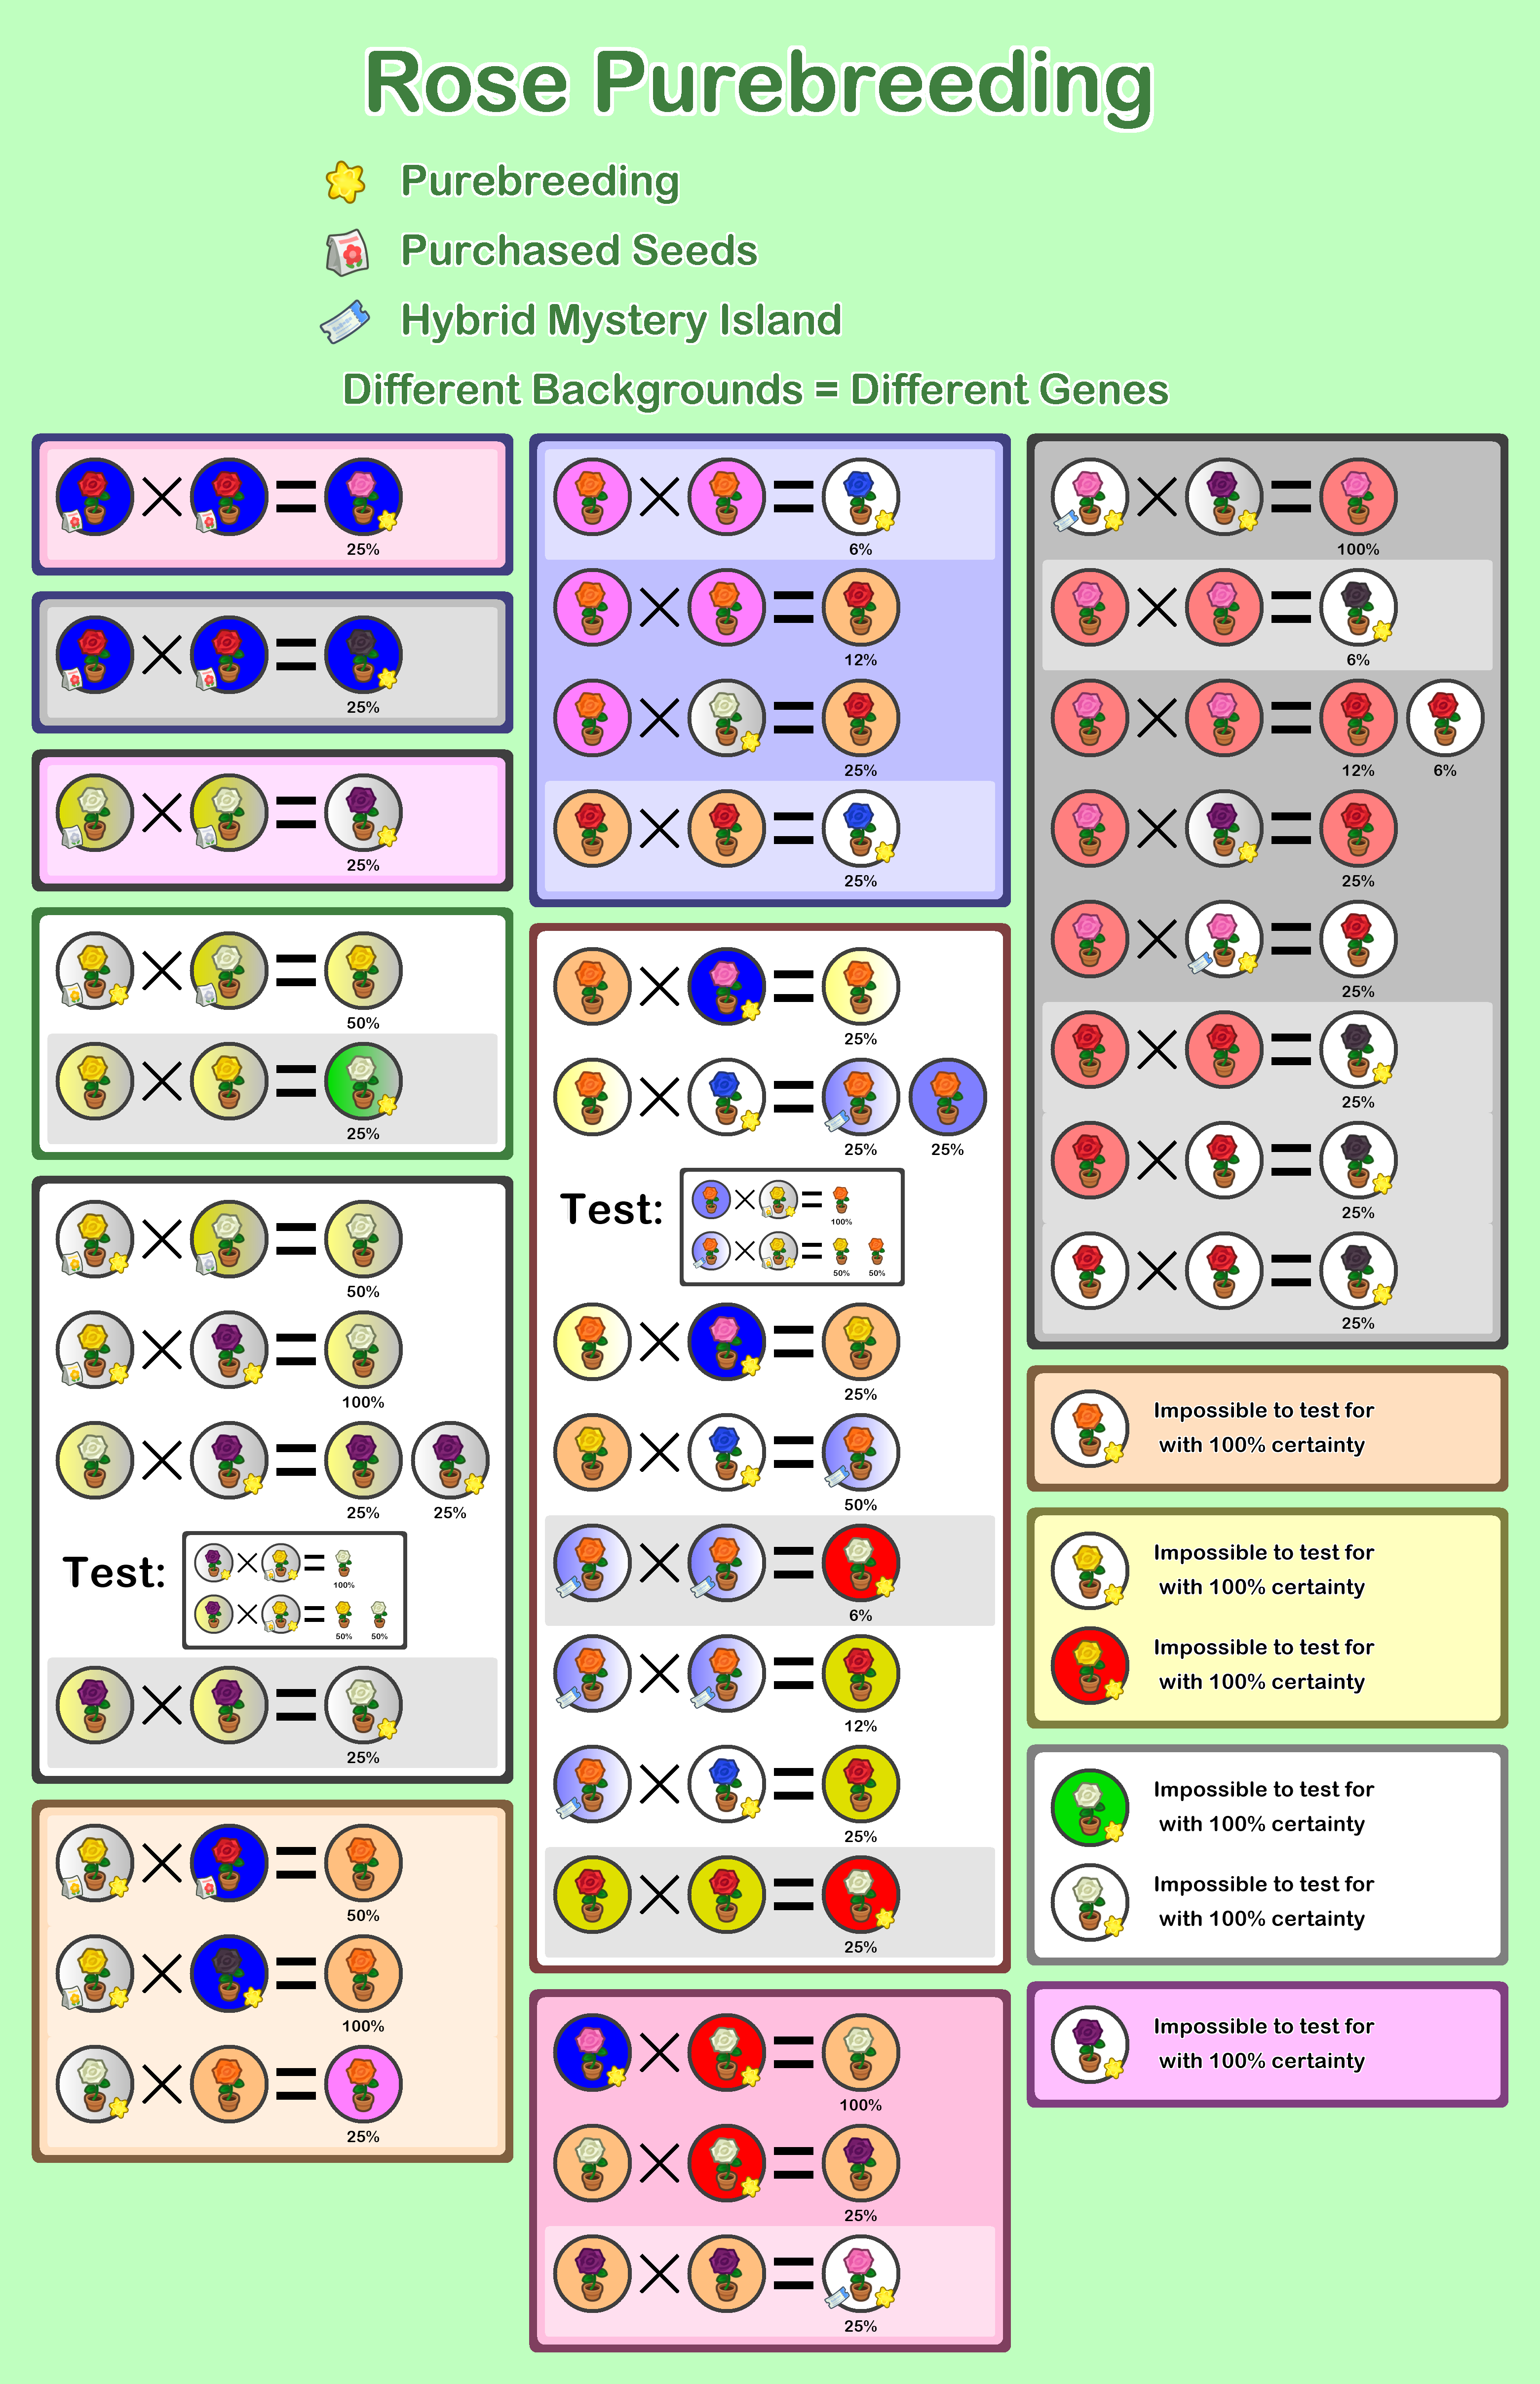 Rose Purebreeding
Purebreeding
Purchased Seeds
Hybrid Mystery Island
Different Backgrounds = Different Genes
25%
25%
25%
50%
25%
50%
100%
25% 25%
Test:
100%
50% 50%
25%
50%
100%
25%
6%
12%
25%
25%
25%
25% 25%
Test:
100%
50% 50%
25%
50%
6%
12%
25%
25%
100%
25%
25%
100%
6%
12% 6%
25%
25%
25%
25%
25%
Impossible to test for
with 100% certainty
Impossible to test for
with 100% certainty
Impossible to test for
with 100% certainty
Impossible to test for
with 100% certainty
Impossible to test for
with 100% certainty
Impossible to test for
with 100% certainty